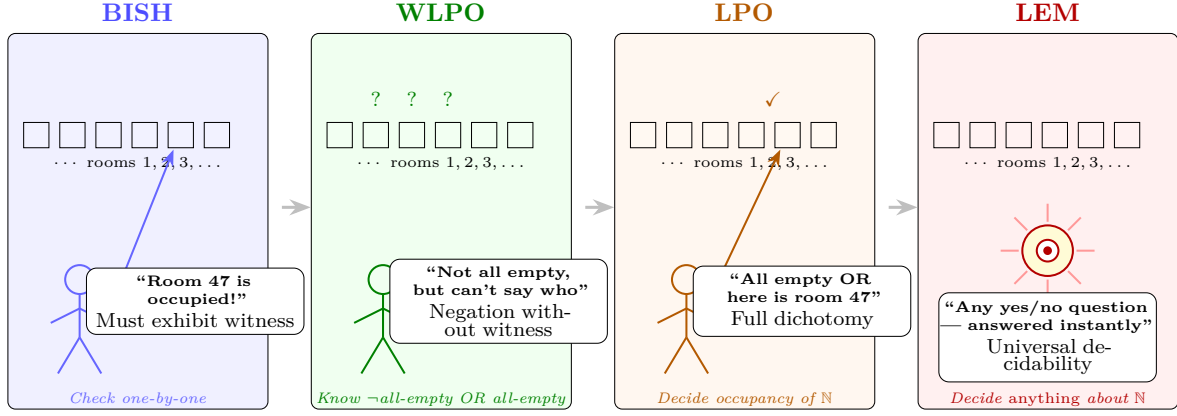 BISH
WLPO
LPO
LEM
? ? ?
✓
··· rooms 1, 2, 3, ...
··· rooms 1, 2, 3, ...
··· rooms 1, 2, 3, ...
··· rooms 1, 2, 3, ...
“Room 47 is
occupied!”
Must exhibit witness
“Not all empty,
but can’t say who”
Negation with-
out witness
“All empty OR
here is room 47”
Full dichotomy
“Any yes/no question
— answered instantly”
Universal de-
cidability
Check one-by-one
Know ¬all-empty OR all-empty
Decide occupancy of ℕ
Decide anything about ℕ